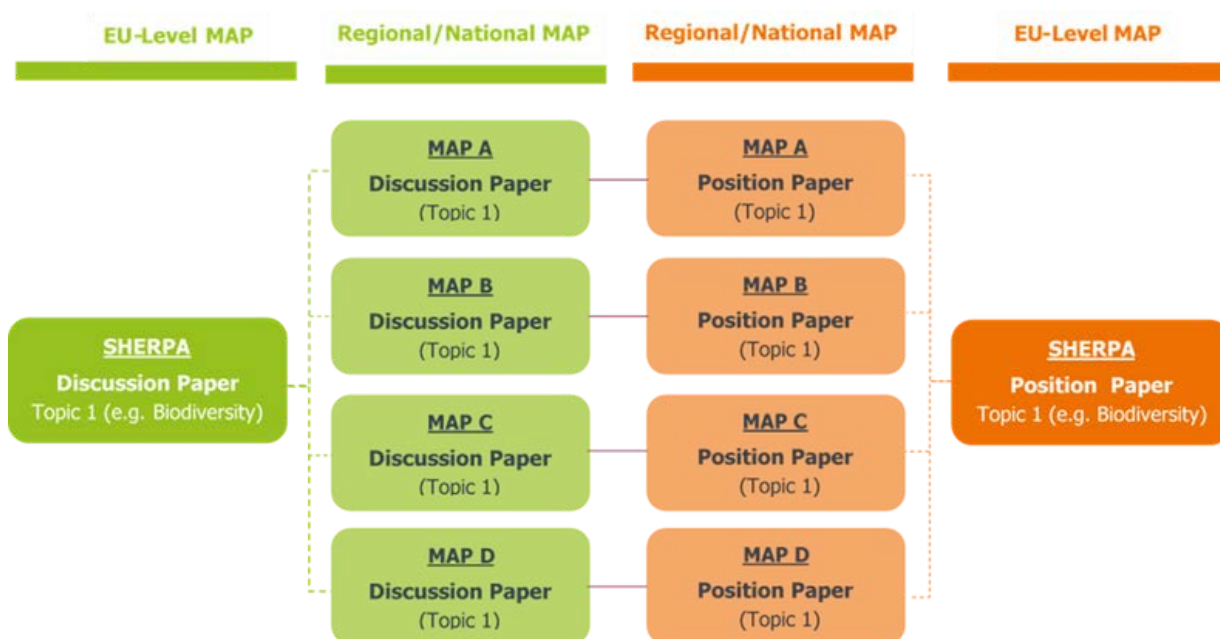 EU-Level MAP
Regional/National MAP
Regional/National MAP
EU-Level MAP
MAP A
Discussion Paper
(Topic 1)
MAP A
Position Paper
(Topic 1)
MAP B
Discussion Paper
(Topic 1)
MAP B
Position Paper
(Topic 1)
SHERPA
Discussion Paper
Topic 1 (e.g. Biodiversity)
SHERPA
Position Paper
Topic 1 (e.g. Biodiversity)
MAP C
Discussion Paper
(Topic 1)
MAP C
Position Paper
(Topic 1)
MAP D
Discussion Paper
(Topic 1)
MAP D
Position Paper
(Topic 1)